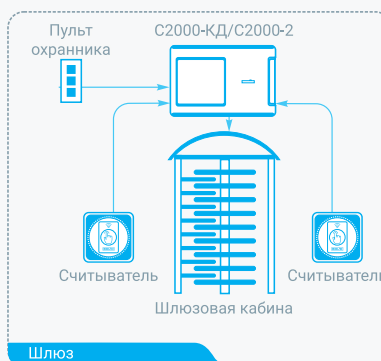 Пульт
охранника
С2000-КД/С2000-2
Считыватель
Считыватель
Шлюзовая кабина
Шлюз